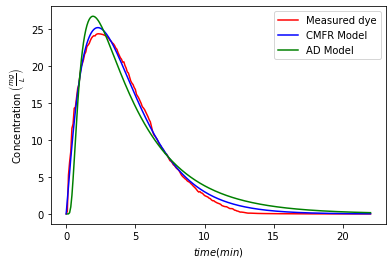 Measured dye
CMFR Model
AD Model
Concentration (mg/L)
25
20
15
10
5
0
0 5 10 15 20
time(min)